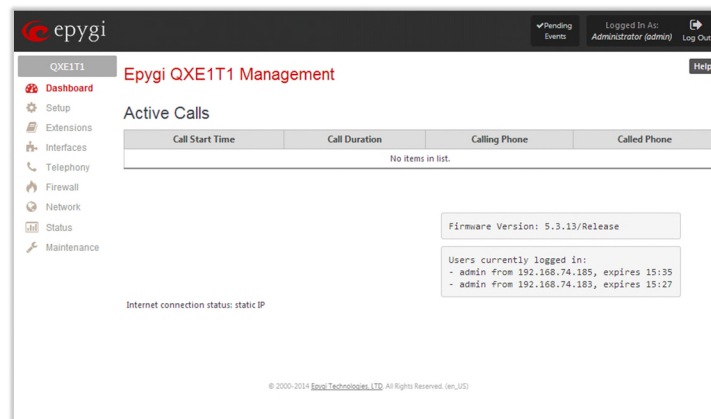 epygi
Pending
Events
Logged In As:
Administrator (admin)
Log Out
QXE1T1
Dashboard
Setup
Extensions
Interfaces
Telephony
Firewall
Network
Status
Maintenance
Epygi QXE1T1 Management
Help
Active Calls
Call Start Time Call Duration Calling Phone Called Phone
No items in list.
Firmware Version: 5.3.13/Release
Users currently logged in:
- admin from 192.168.74.185, expires 15:35
- admin from 192.168.74.183, expires 15:27
Internet connection status: static IP
© 2000-2014 Epygi Technologies, LTD. All Rights Reserved. (en_US)